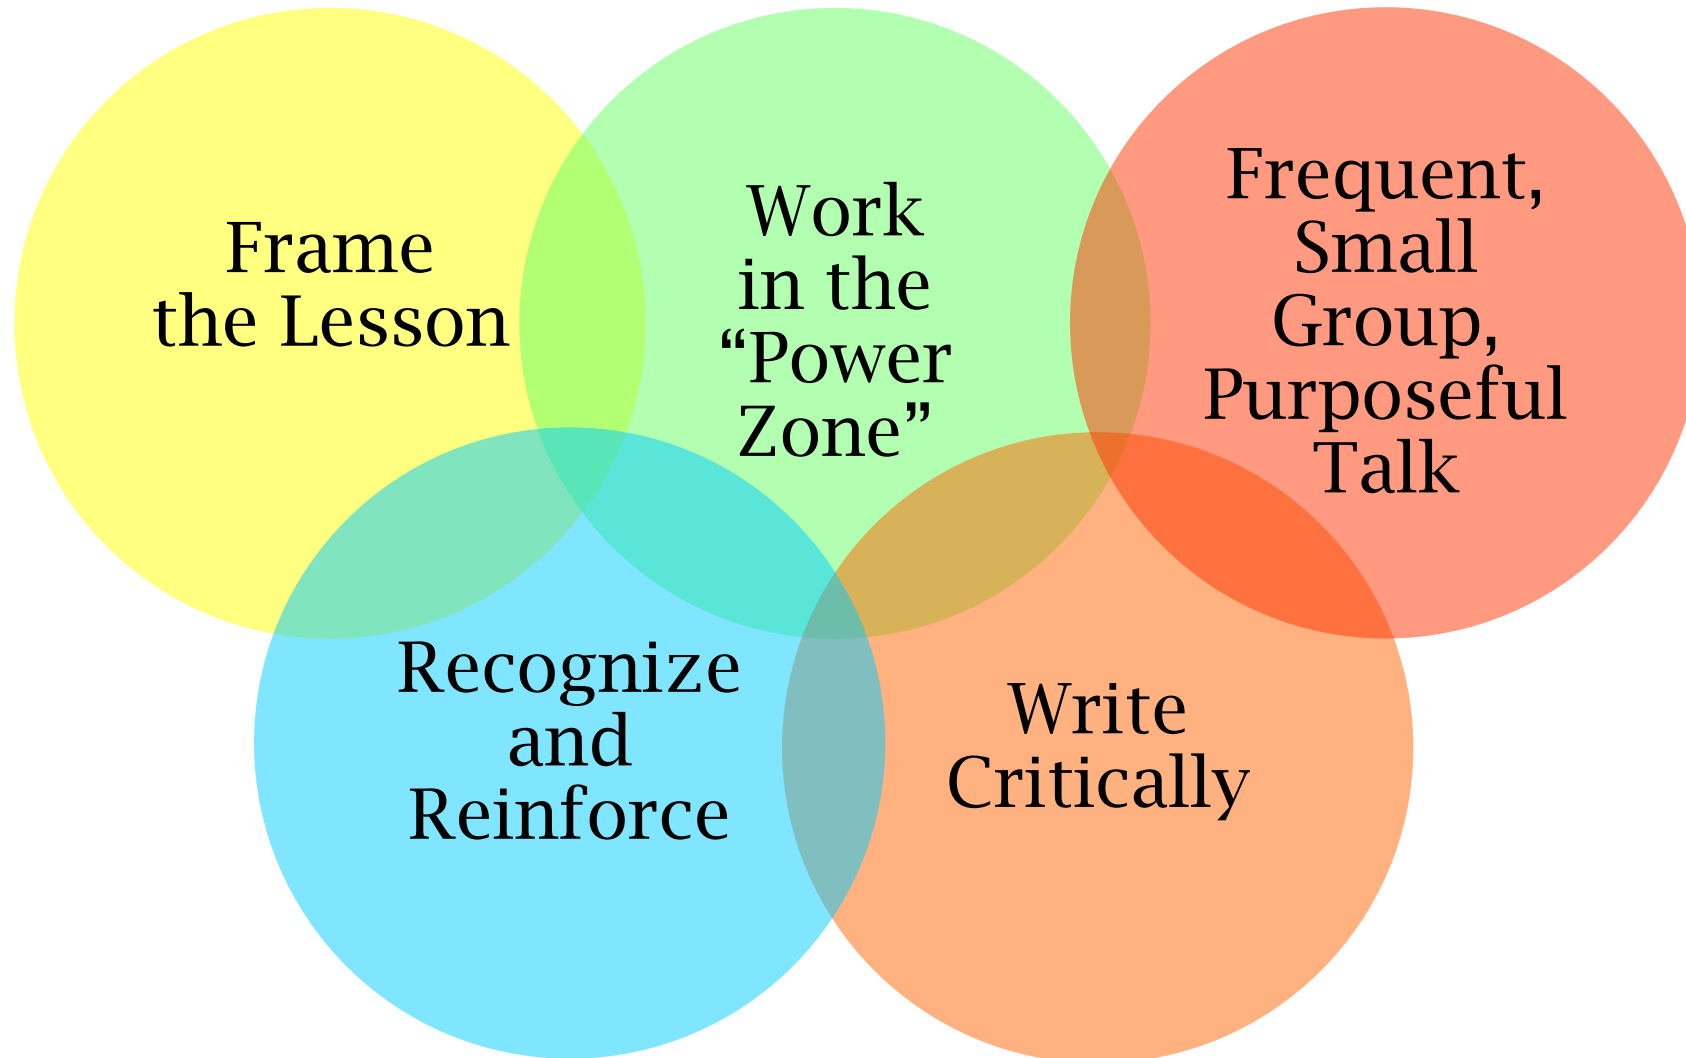 Frame
the Lesson
Work
in the
“Power
Zone”
Frequent,
Small
Group,
Purposeful
Talk
Recognize
and
Reinforce
Write
Critically